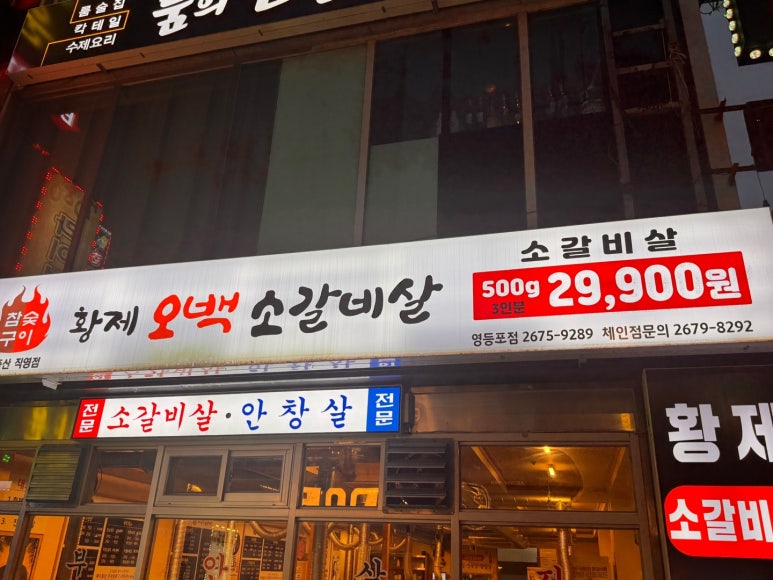 룸술집
칵테일
수제요리
참숯
구이
직영점
황제 오백 소갈비살
소갈비살
500g
3인분
29,900원
영등포점 2675-9289 체인점문의 2679-8292
전문
소갈비살·안창살
전문
황제
소갈비